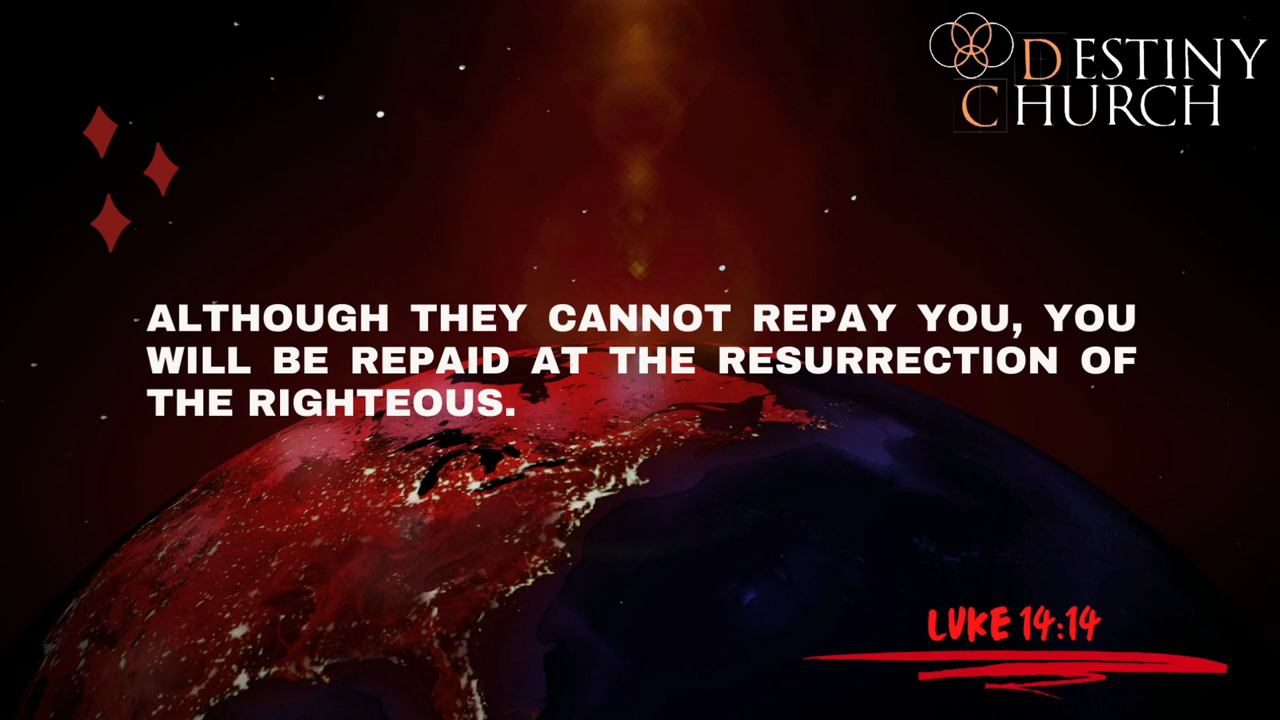 DESTINY
CHURCH
ALTHOUGH THEY CANNOT REPAY YOU, YOU
WILL BE REPAID AT THE RESURRECTION OF
THE RIGHTEOUS.
LUKE 14:14